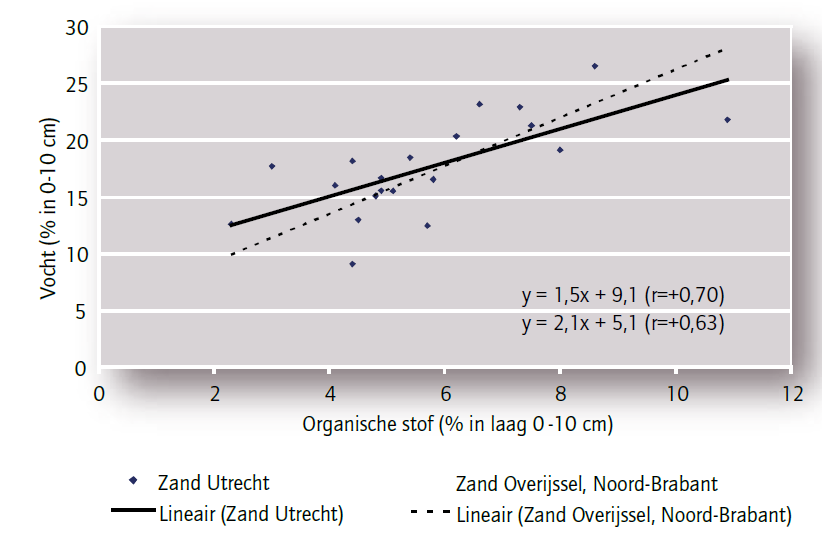 30
25
20
15
10
5
0
Vocht (% in 0-10 cm)
y = 1,5x + 9,1 (r=+0,70)
y = 2,1x + 5,1 (r=+0,63)
0 2 4 6 8 10 12
Organische stof (% in laag 0-10 cm)
Zand Utrecht Zand Overijssel, Noord-Brabant
Lineair (Zand Utrecht) Lineair (Zand Overijssel, Noord-Brabant)